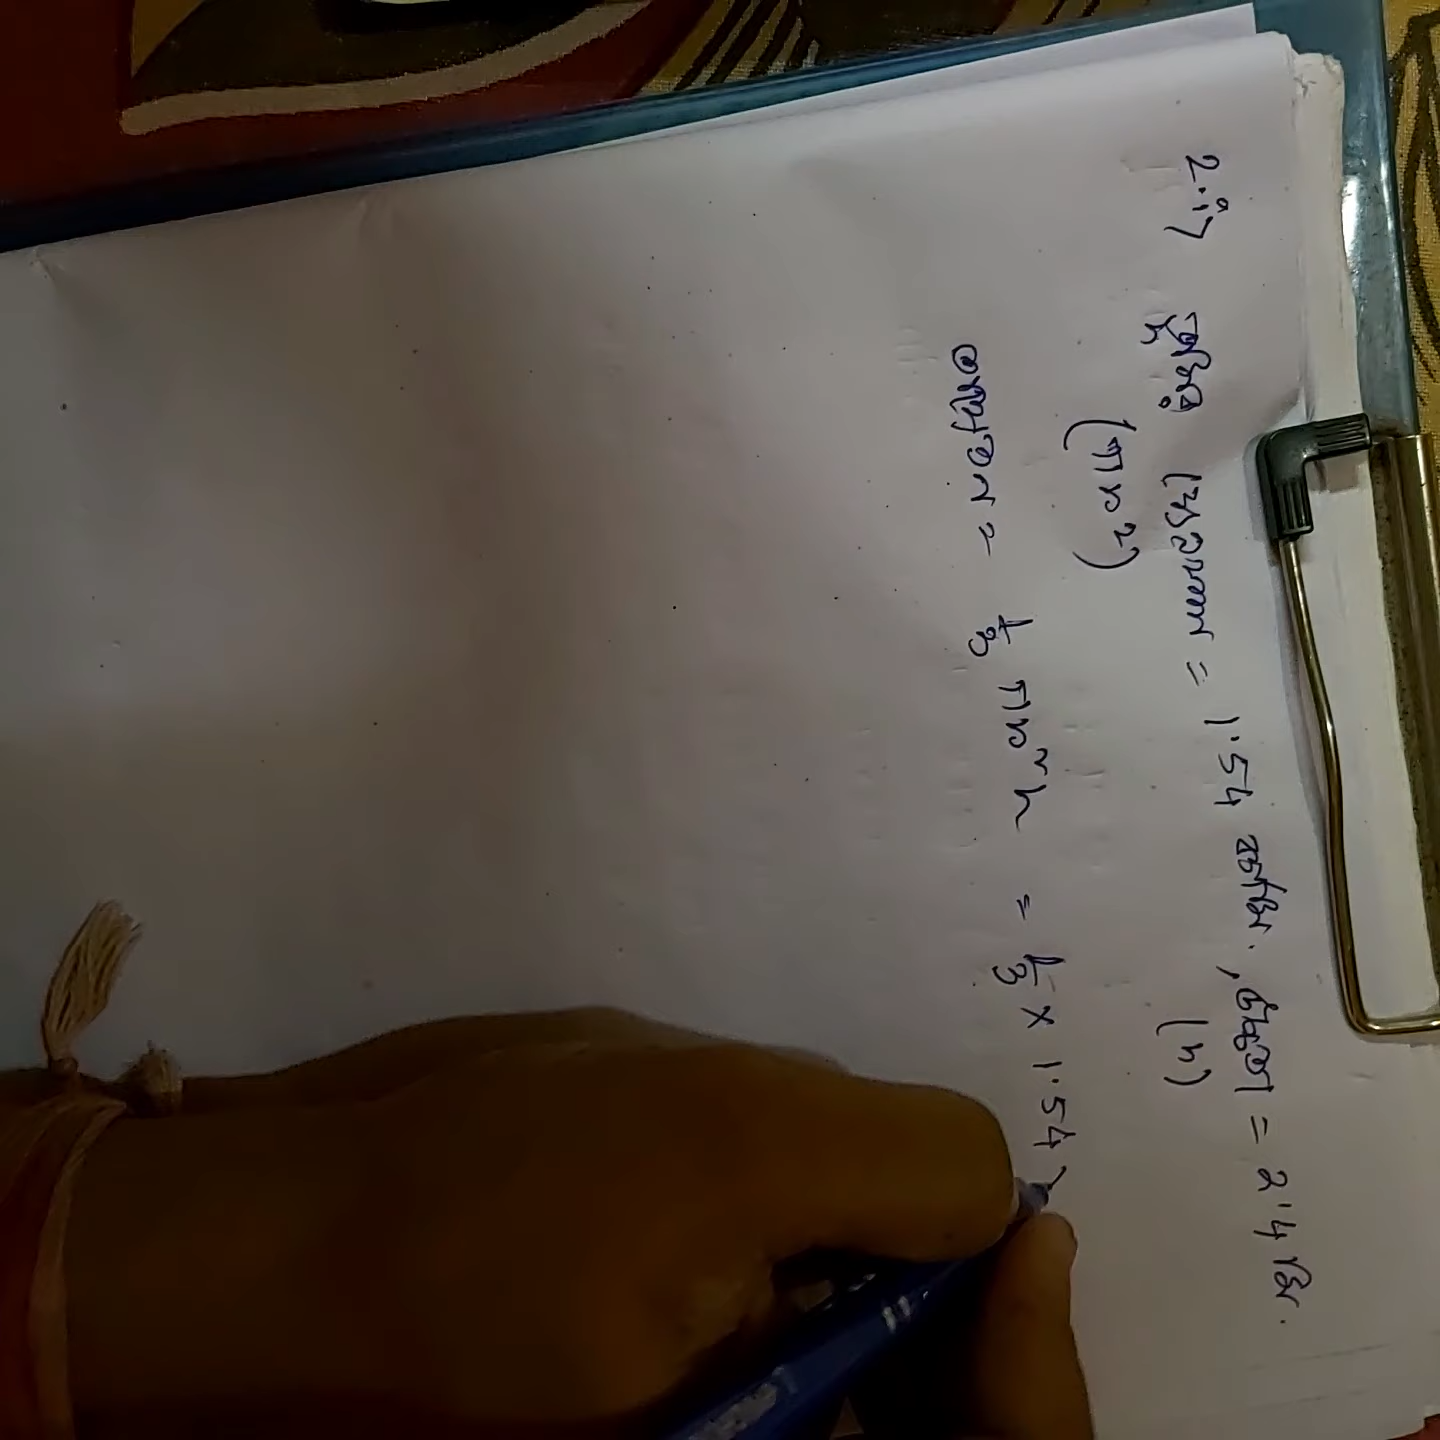 2.i> ভূমির ক্ষেত্রফল = 1.54 বর্গমি. , উচ্চতা = 2.4 মি.
(πr²) (h)
আয়তন = 1/3 πr²h = 1/3 × 1.54